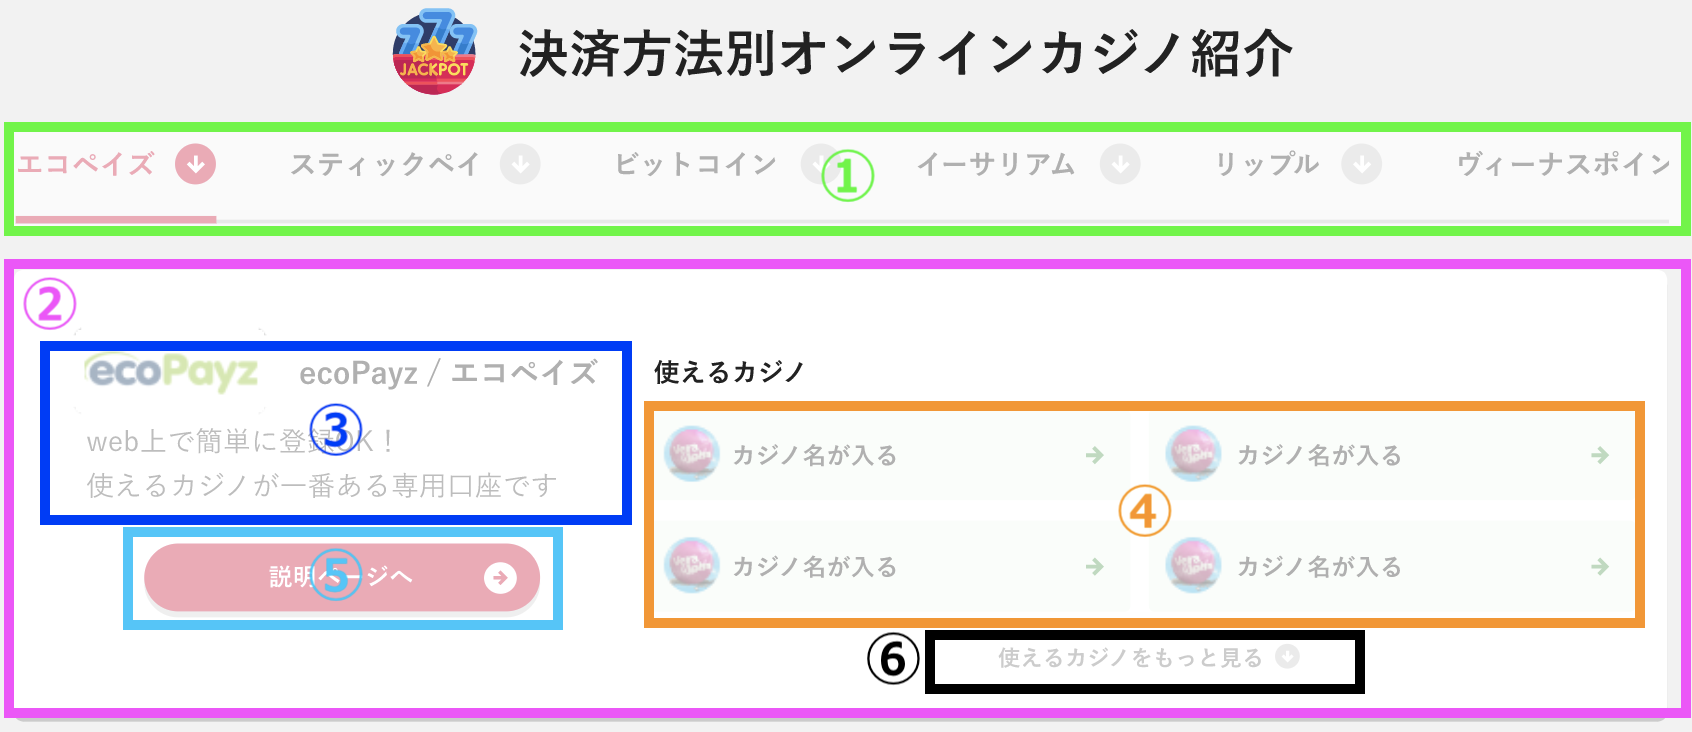 777
JACKPOT
決済方法別オンラインカジノ紹介
エコペイズ スティックペイ ビットコイン イーサリアム リップル ヴィーナスポイン
①
②
ecoPayz ecoPayz / エコペイズ
③
web上で簡単に登録OK！
使えるカジノが一番ある専用口座です
説明ページへ
⑤
使えるカジノ
カジノ名が入る カジノ名が入る
④
カジノ名が入る カジノ名が入る
⑥ 使えるカジノをもっと見る